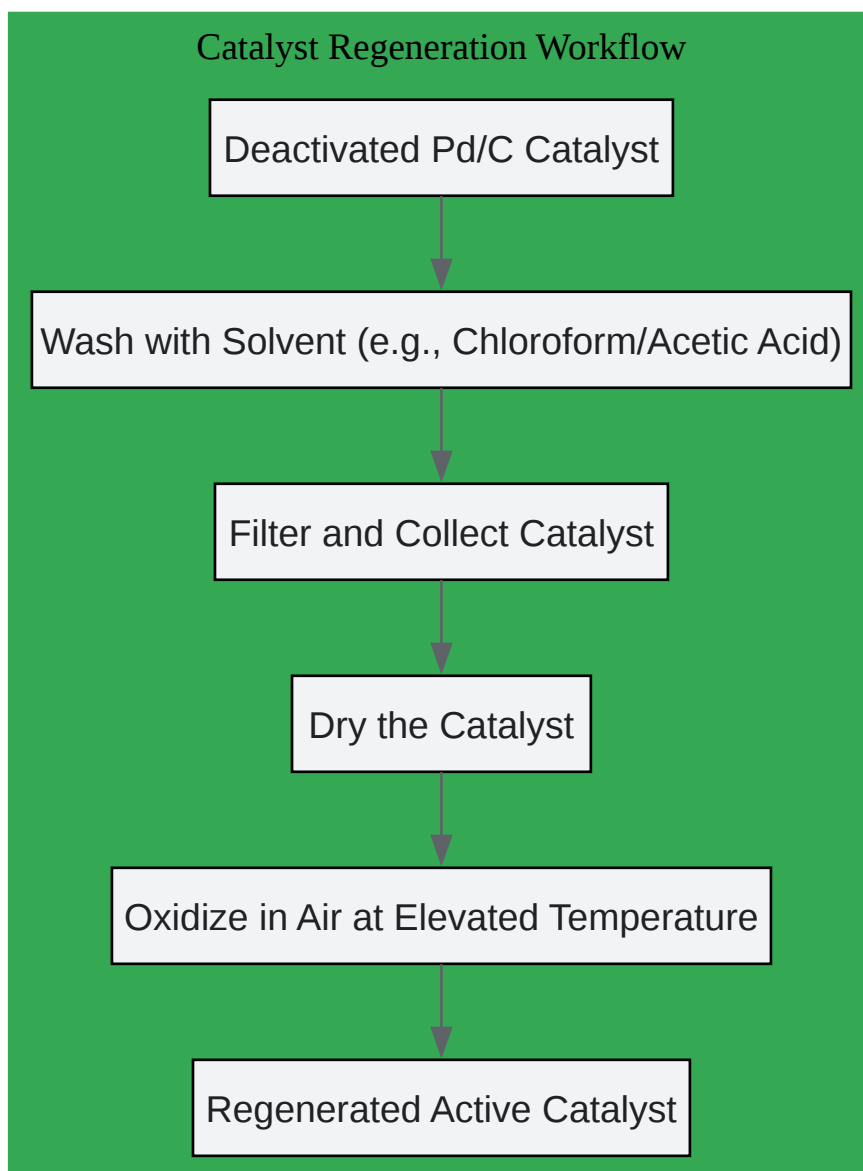 Catalyst Regeneration Workflow
Deactivated Pd/C Catalyst
Wash with Solvent (e.g., Chloroform/Acetic Acid)
Filter and Collect Catalyst
Dry the Catalyst
Oxidize in Air at Elevated Temperature
Regenerated Active Catalyst